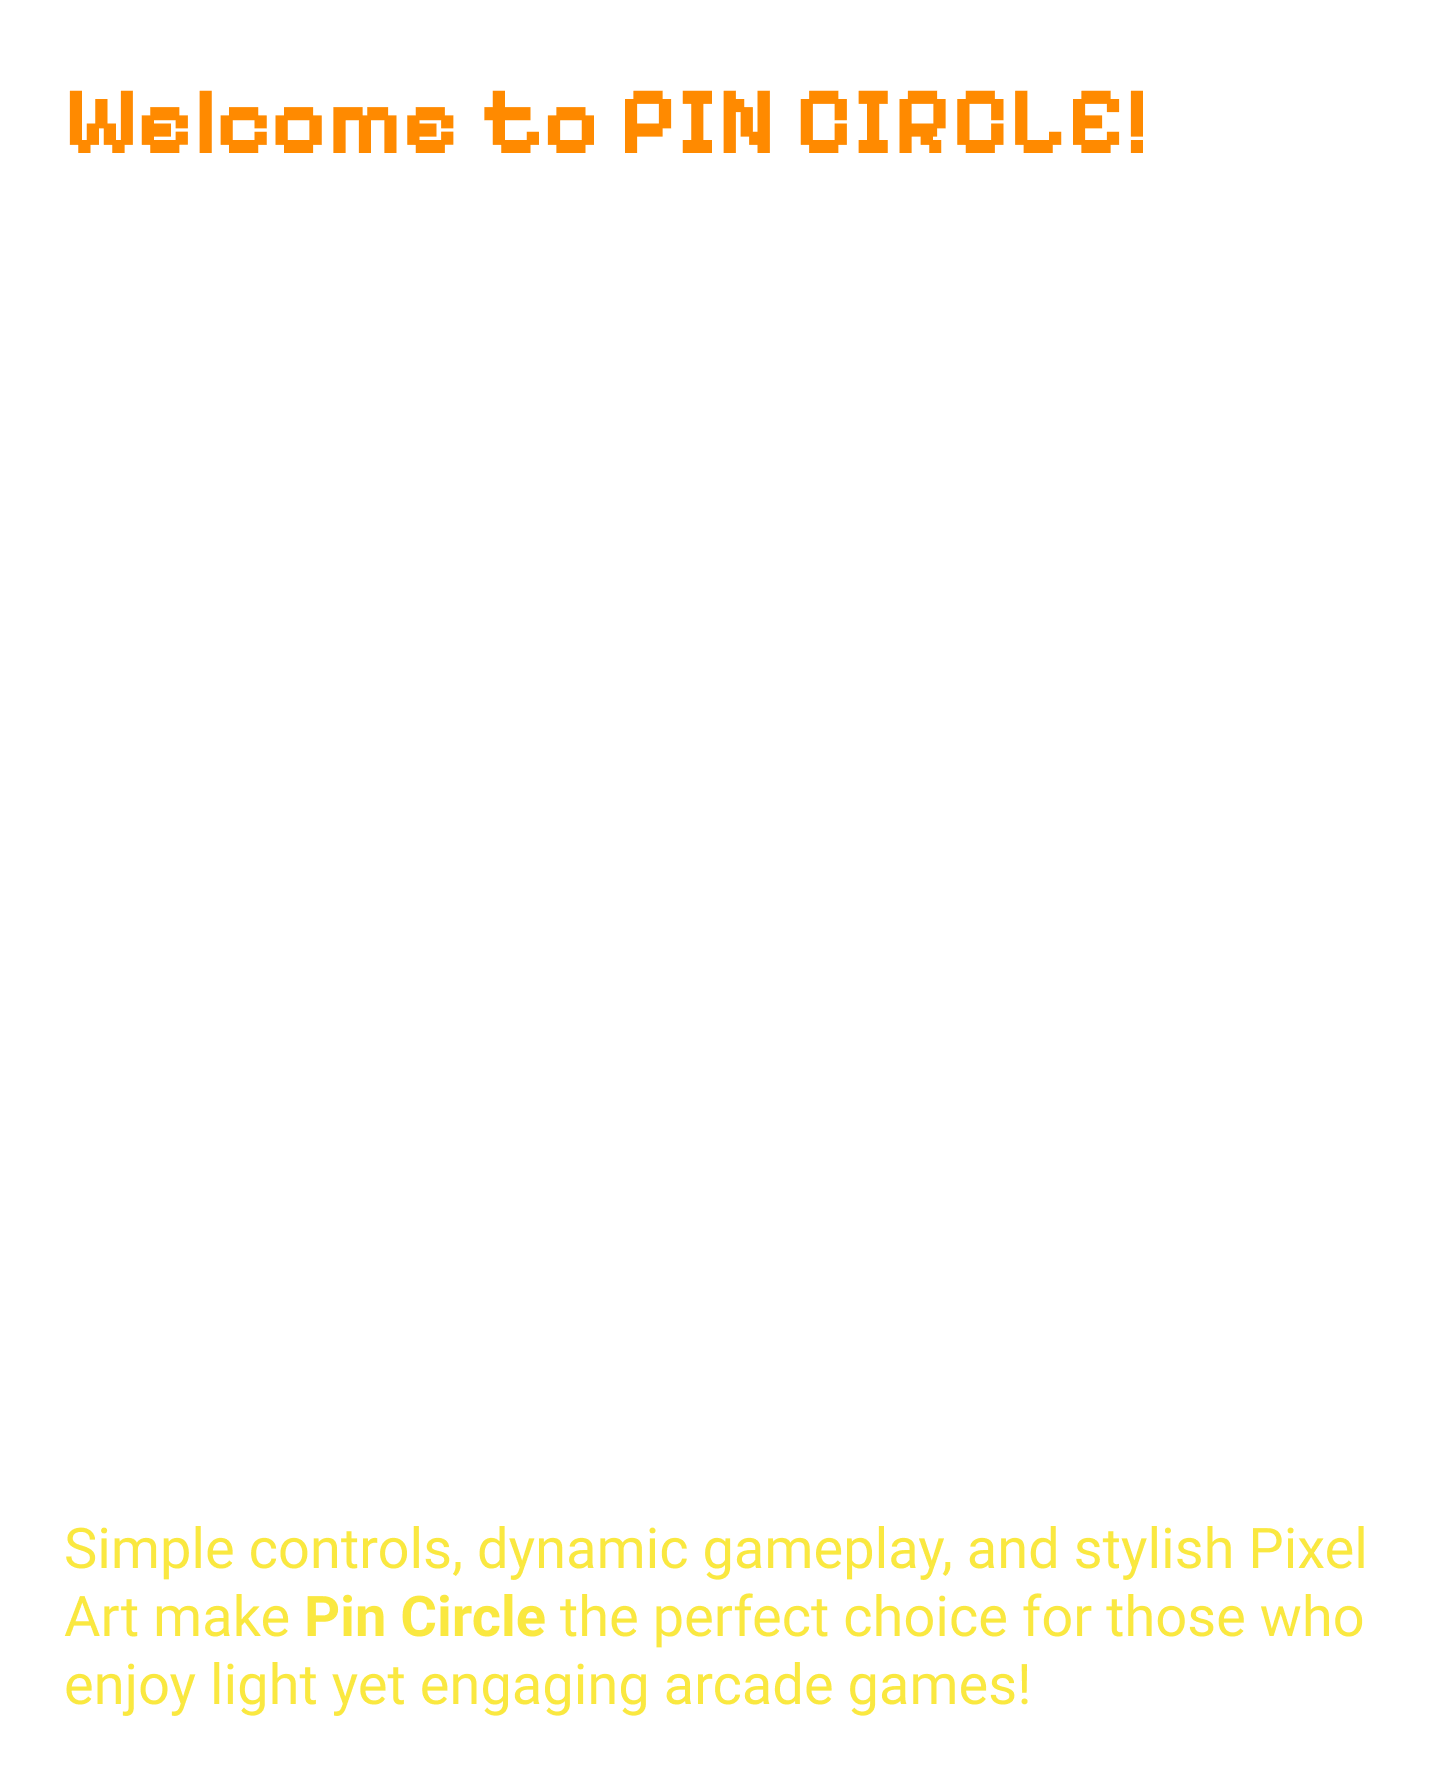 Welcome to PIN CIRCLE!
Simple controls, dynamic gameplay, and stylish Pixel
Art make Pin Circle the perfect choice for those who
enjoy light yet engaging arcade games!